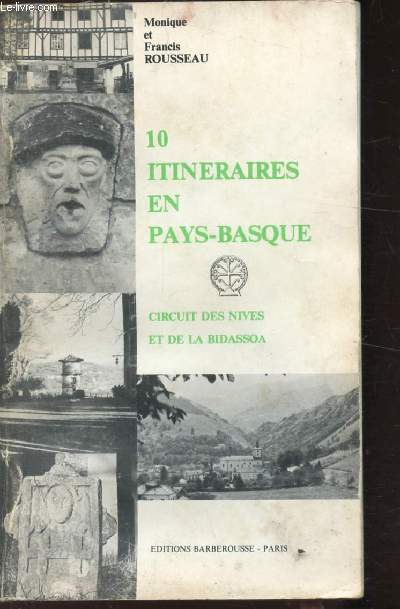 Le-livre.com
Monique
et
Francis
ROUSSEAU
10
ITINERAIRES
EN
PAYS-BASQUE
CIRCUIT DES NIVES
ET DE LA BIDASSOA
EDITIONS BARBEROUSSE - PARIS